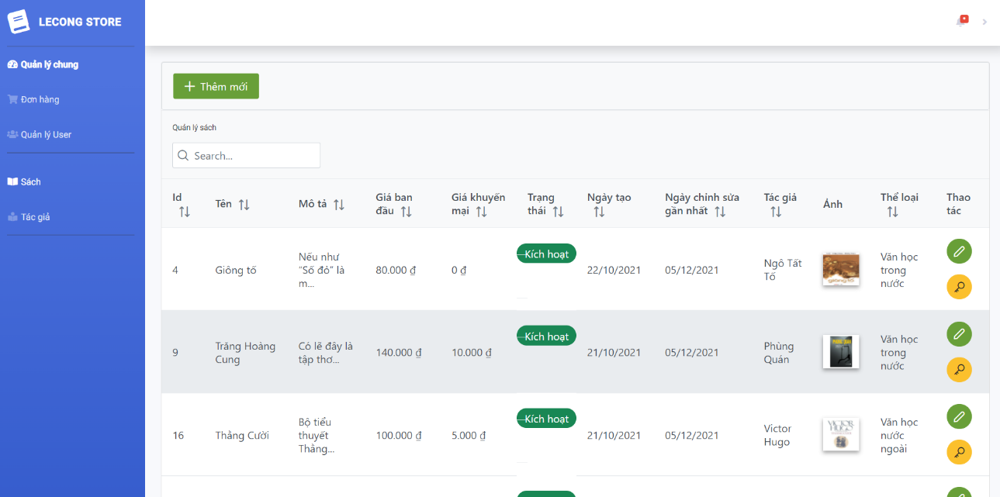 LECONG STORE
Quản lý chung
Đơn hàng
Quản lý User
Sách
Tác giả
Thêm mới
Quản lý sách
Search...
Id
Tên
Mô tả
Giá ban
đầu
Giá khuyến
mại
Trạng
thái
Ngày tạo
Ngày chỉnh sửa
gần nhất
Tác giả
Ảnh
Thể loại
Thao
tác
4
Giông tố
Nếu như
“Số đỏ” là
m...
80.000 ₫
0 ₫
Kích hoạt
22/10/2021
05/12/2021
Ngô Tất
Tố
Văn học
trong
nước
9
Trăng Hoàng
Cung
Có lẽ đây là
tập thơ...
140.000 ₫
10.000 ₫
Kích hoạt
21/10/2021
05/12/2021
Phùng
Quán
Văn học
trong
nước
16
Thằng Cười
Bộ tiểu
thuyết
Thằng...
100.000 ₫
5.000 ₫
Kích hoạt
21/10/2021
05/12/2021
Victor
Hugo
Văn học
nước
ngoài